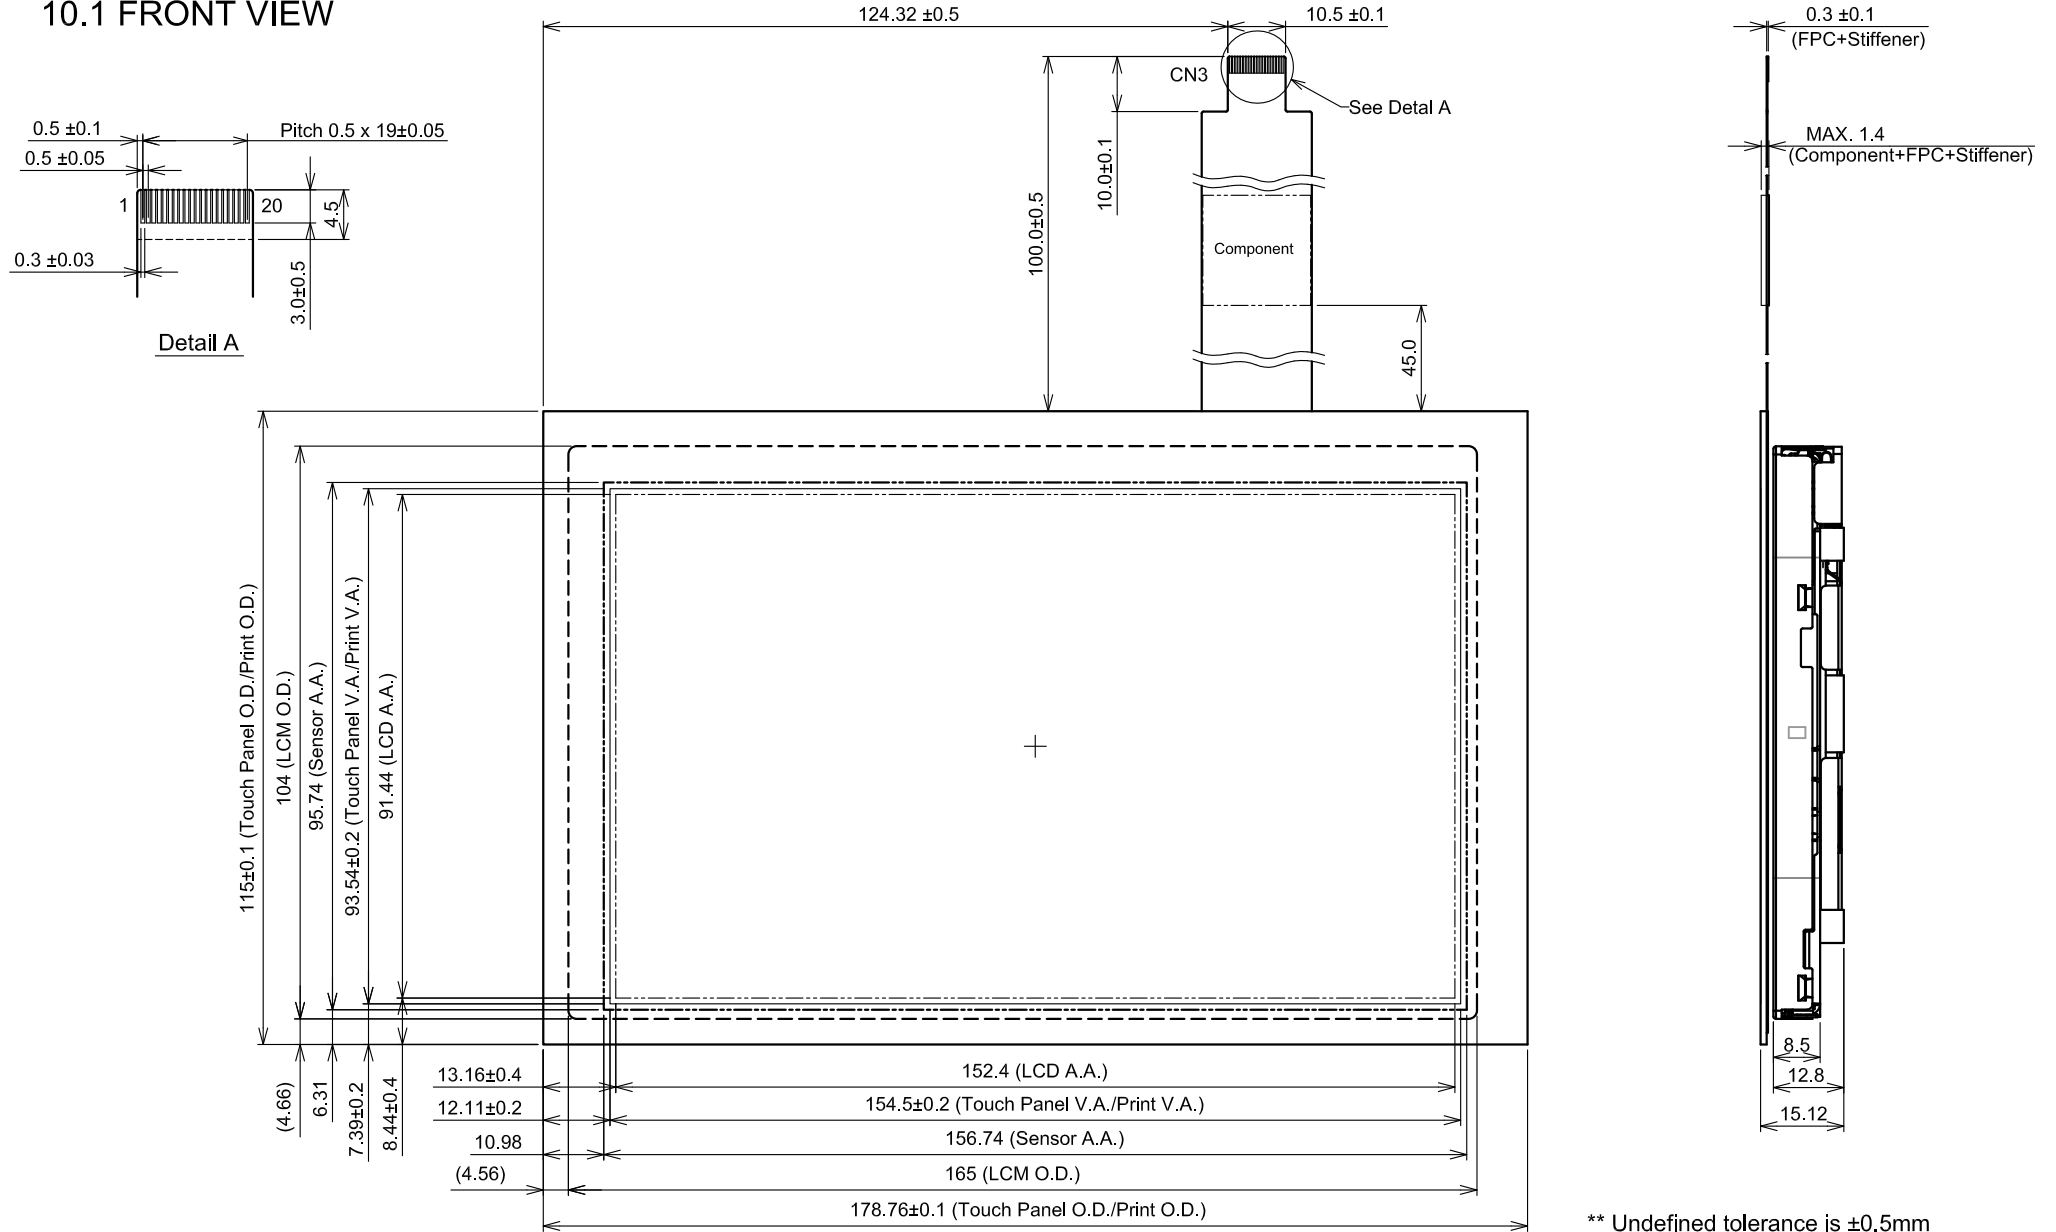 10.1 FRONT VIEW
124.32 ±0.5
10.5 ±0.1
0.3 ±0.1
(FPC+Stiffener)
CN3
See Detal A
MAX. 1.4
(Component+FPC+Stiffener)
0.5 ±0.1
Pitch 0.5 x 19±0.05
0.5 ±0.05
1
20
4.5
0.3 ±0.03
3.0±0.5
Detail A
100.0±0.5
10.0±0.1
Component
45.0
115±0.1 (Touch Panel O.D./Print O.D.)
104 (LCM O.D.)
95.74 (Sensor A.A.)
93.54±0.2 (Touch Panel V.A./Print V.A.)
91.44 (LCD A.A.)
(4.66)
6.31
7.39±0.2
8.44±0.4
13.16±0.4
152.4 (LCD A.A.)
12.11±0.2
154.5±0.2 (Touch Panel V.A./Print V.A.)
10.98
156.74 (Sensor A.A.)
(4.56)
165 (LCM O.D.)
178.76±0.1 (Touch Panel O.D./Print O.D.)
8.5
12.8
15.12
** Undefined tolerance is ±0.5mm